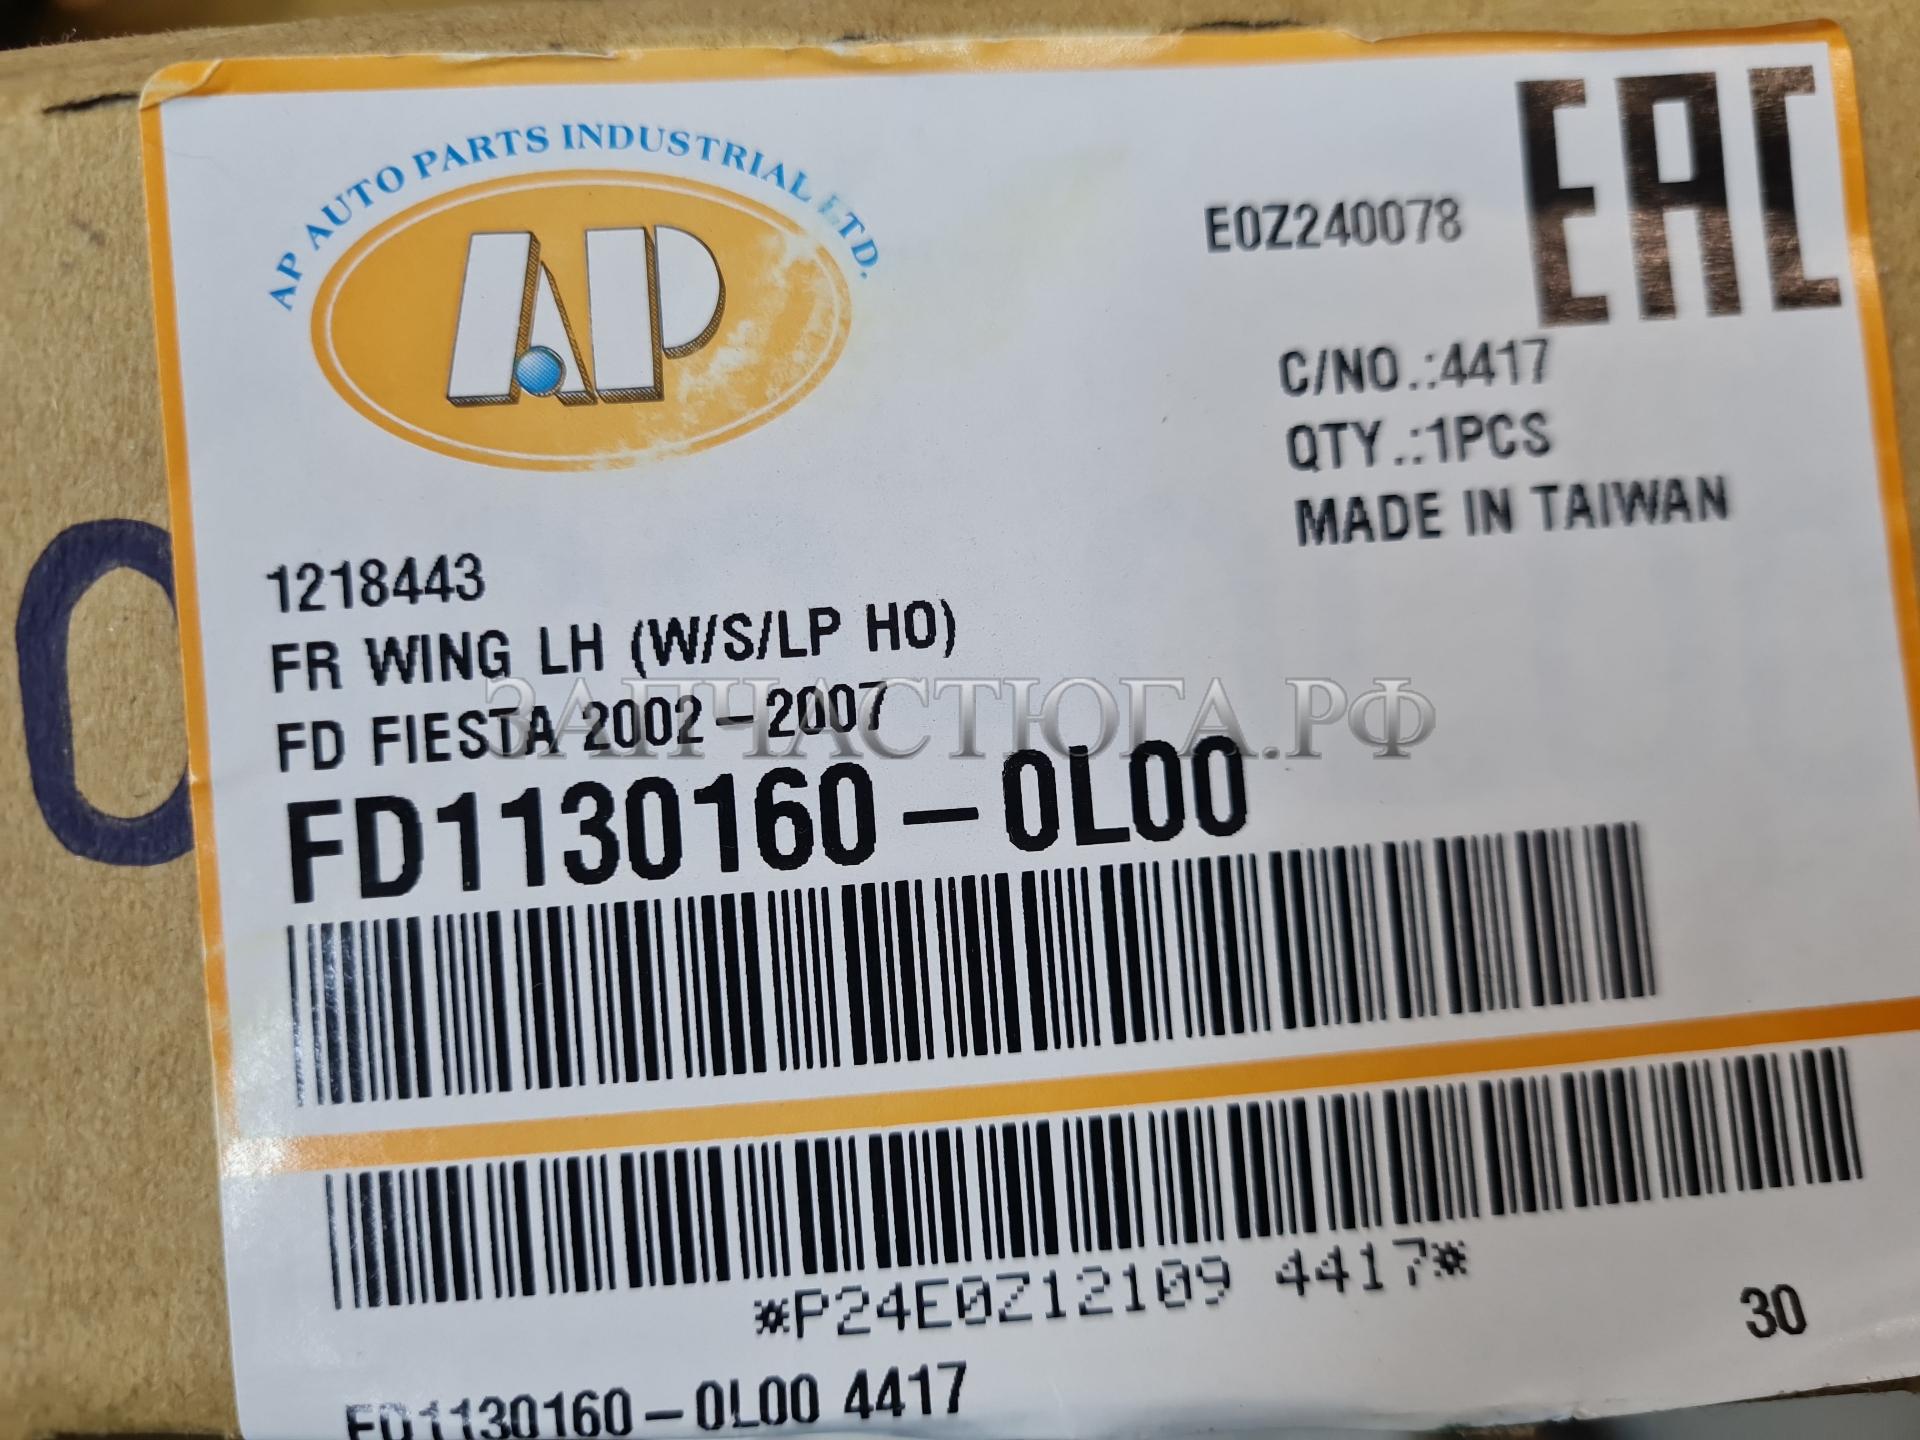 AP AUTO PARTS INDUSTRIAL LTD.
AP
E0Z240078
EAC
C/NO.:4417
QTY.:1PCS
MADE IN TAIWAN
1218443
FR WING LH (W/S/LP HO)
FD FIESTA 2002-2007
ЗАПЧАСТЮГА.РФ
FD1130160-0L00
*P24E0Z12109 4417*
30
FD1130160-0L00 4417